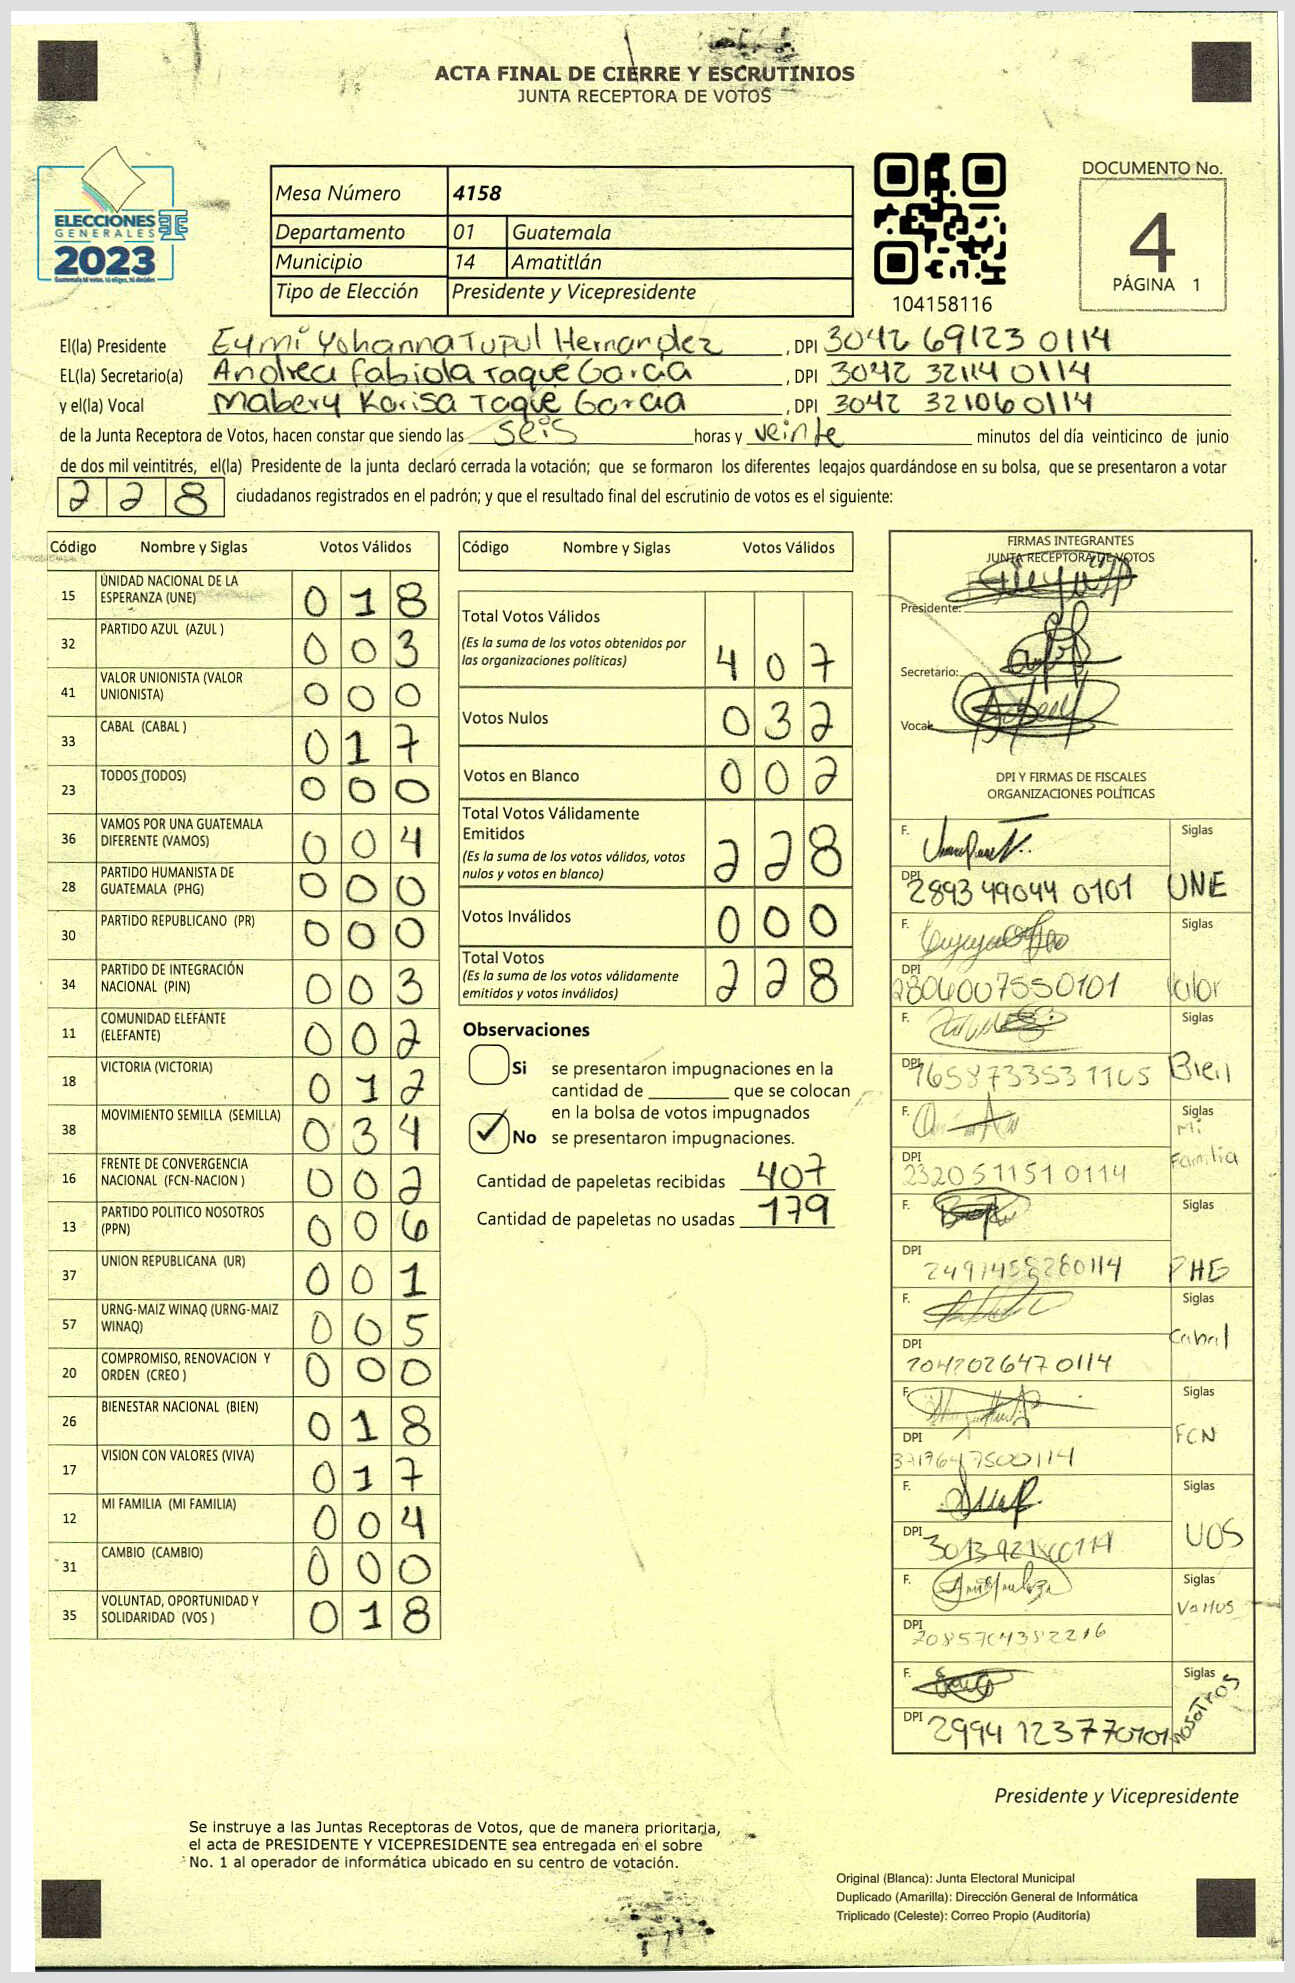 ACTA FINAL DE CIERRE Y ESCRUTINIOS
JUNTA RECEPTORA DE VOTOS
ELECCIONES
GENERALES
2023
Mesa Número 4158
Departamento 01 Guatemala
Municipio 14 Amatitlán
Tipo de Elección Presidente y Vicepresidente
104158116
DOCUMENTO No.
4
PÁGINA 1
El(la) Presidente Eymi Yohanna Tupul Hernandez, DPI 3042 69123 0114
EL(la) Secretario(a) Andrea Fabiola Taque Garcia, DPI 3042 32114 0114
y el(la) Vocal Mabery Karisa Taque Garcia, DPI 3042 32106 0114
de la Junta Receptora de Votos, hacen constar que siendo las seis horas y veinte minutos del día veinticinco de junio
de dos mil veintitrés, el(la) Presidente de la junta declaró cerrada la votación; que se formaron los diferentes legajos guardándose en su bolsa, que se presentaron a votar
228 ciudadanos registrados en el padrón; y que el resultado final del escrutinio de votos es el siguiente:
Código Nombre y Siglas Votos Válidos
15 UNIDAD NACIONAL DE LA ESPERANZA (UNE) 018
32 PARTIDO AZUL (AZUL ) 003
41 VALOR UNIONISTA (VALOR UNIONISTA) 000
33 CABAL (CABAL ) 017
23 TODOS (TODOS) 000
36 VAMOS POR UNA GUATEMALA DIFERENTE (VAMOS) 004
28 PARTIDO HUMANISTA DE GUATEMALA (PHG) 000
30 PARTIDO REPUBLICANO (PR) 000
34 PARTIDO DE INTEGRACIÓN NACIONAL (PIN) 003
11 COMUNIDAD ELEFANTE (ELEFANTE) 002
18 VICTORIA (VICTORIA) 012
38 MOVIMIENTO SEMILLA (SEMILLA) 034
16 FRENTE DE CONVERGENCIA NACIONAL (FCN-NACION ) 002
13 PARTIDO POLITICO NOSOTROS (PPN) 006
37 UNION REPUBLICANA (UR) 001
57 URNG-MAIZ WINAQ (URNG-MAIZ WINAQ) 005
20 COMPROMISO, RENOVACION Y ORDEN (CREO ) 000
26 BIENESTAR NACIONAL (BIEN) 018
17 VISION CON VALORES (VIVA) 017
12 MI FAMILIA (MI FAMILIA) 004
31 CAMBIO (CAMBIO) 000
35 VOLUNTAD, OPORTUNIDAD Y SOLIDARIDAD (VOS ) 018
Código Nombre y Siglas Votos Válidos
Total Votos Válidos
(Es la suma de los votos obtenidos por
las organizaciones políticas) 407
Votos Nulos 032
Votos en Blanco 002
Total Votos Válidamente
Emitidos
(Es la suma de los votos válidos, votos
nulos y votos en blanco) 228
Votos Inválidos 000
Total Votos
(Es la suma de los votos válidamente
emitidos y votos inválidos) 228
Observaciones
Si se presentaron impugnaciones en la
cantidad de ________ que se colocan
en la bolsa de votos impugnados
No se presentaron impugnaciones.
Cantidad de papeletas recibidas 407
Cantidad de papeletas no usadas 179
FIRMAS INTEGRANTES
JUNTA RECEPTORA DE VOTOS
Presidente:
Secretario:
Vocal:
DPI Y FIRMAS DE FISCALES
ORGANIZACIONES POLÍTICAS
F. Siglas
DPI 2893 49044 0101 UNE
F. Siglas
DPI 2806007550101 Valor
F. Siglas
DPI Bien
F. Siglas
DPI 2320511510114 Mi Familia
F. Siglas
DPI PHG
F. Siglas
DPI Cabal
F. Siglas
DPI FCN
F. Siglas
DPI VOS
F. Siglas
DPI Vamos
F. Siglas
DPI 2994 12377 0101 nosotros
Presidente y Vicepresidente
Se instruye a las Juntas Receptoras de Votos, que de manera prioritaria,
el acta de PRESIDENTE Y VICEPRESIDENTE sea entregada en el sobre
No. 1 al operador de informática ubicado en su centro de votación.
Original (Blanca): Junta Electoral Municipal
Duplicado (Amarilla): Dirección General de Informática
Triplicado (Celeste): Correo Propio (Auditoría)